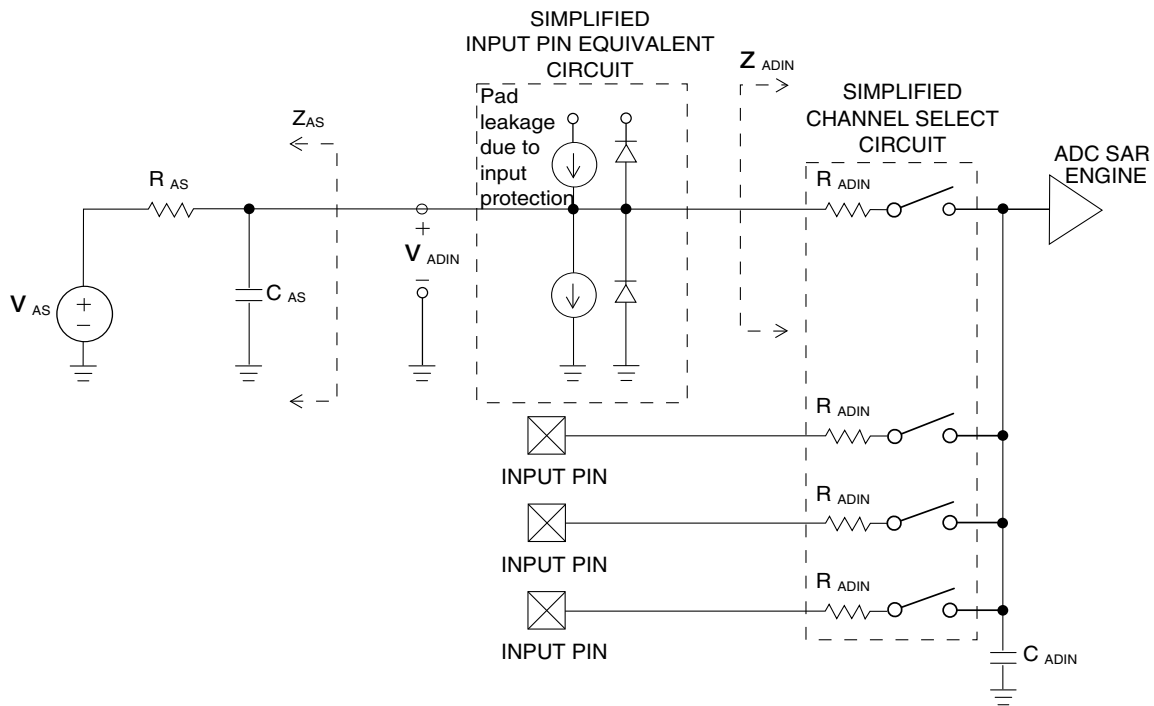 SIMPLIFIED
INPUT PIN EQUIVALENT
CIRCUIT
Pad
leakage
due to
input
protection
Z ADIN
SIMPLIFIED
CHANNEL SELECT
CIRCUIT
ADC SAR
ENGINE
ZAS
R AS
R ADIN
+
V ADIN
–
C AS
+
–
V AS
R ADIN
INPUT PIN
R ADIN
INPUT PIN
R ADIN
INPUT PIN
C ADIN